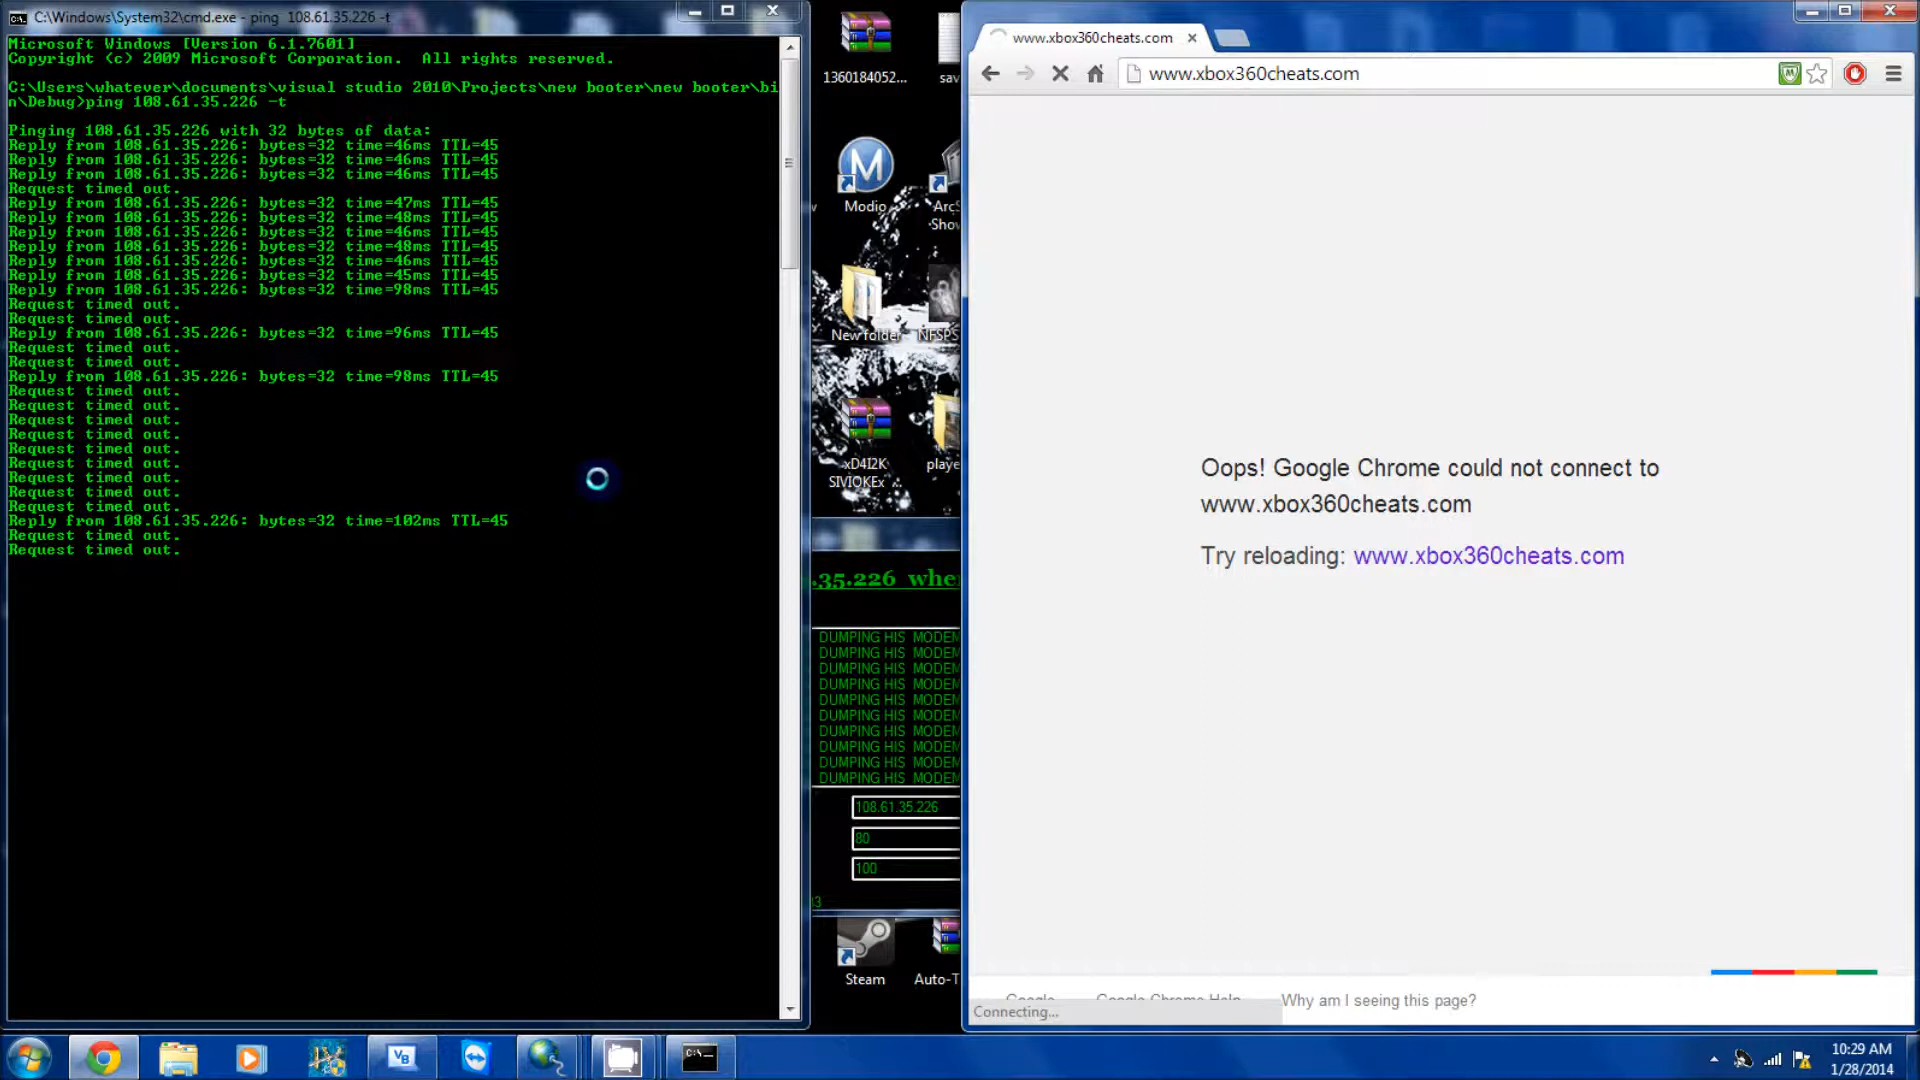 C:\Windows\System32\cmd.exe - ping  108.61.35.226 -t
Microsoft Windows [Version 6.1.7601]
Copyright (c) 2009 Microsoft Corporation.  All rights reserved.
C:\Users\whatever\documents\visual studio 2010\Projects\new booter\new booter\bi
n\Debug>ping 108.61.35.226 -t
Pinging 108.61.35.226 with 32 bytes of data:
Reply from 108.61.35.226: bytes=32 time=46ms TTL=45
Reply from 108.61.35.226: bytes=32 time=46ms TTL=45
Reply from 108.61.35.226: bytes=32 time=46ms TTL=45
Request timed out.
Reply from 108.61.35.226: bytes=32 time=47ms TTL=45
Reply from 108.61.35.226: bytes=32 time=48ms TTL=45
Reply from 108.61.35.226: bytes=32 time=46ms TTL=45
Reply from 108.61.35.226: bytes=32 time=48ms TTL=45
Reply from 108.61.35.226: bytes=32 time=46ms TTL=45
Reply from 108.61.35.226: bytes=32 time=45ms TTL=45
Reply from 108.61.35.226: bytes=32 time=98ms TTL=45
Request timed out.
Request timed out.
Reply from 108.61.35.226: bytes=32 time=96ms TTL=45
Request timed out.
Request timed out.
Reply from 108.61.35.226: bytes=32 time=98ms TTL=45
Request timed out.
Request timed out.
Request timed out.
Request timed out.
Request timed out.
Request timed out.
Request timed out.
Request timed out.
Request timed out.
Reply from 108.61.35.226: bytes=32 time=102ms TTL=45
Request timed out.
Request timed out.
1360184052...
sav
Modio
ArcS
Show
New folder
NFSPS
xD4I2K
SIVIOKEx ...
playe
.35.226 whe
DUMPING HIS MODEM
DUMPING HIS MODEM
DUMPING HIS MODEM
DUMPING HIS MODEM
DUMPING HIS MODEM
DUMPING HIS MODEM
DUMPING HIS MODEM
DUMPING HIS MODEM
DUMPING HIS MODEM
DUMPING HIS MODEM
108.61.35.226
80
100
Steam
Auto-T
www.xbox360cheats.com
www.xbox360cheats.com
Oops! Google Chrome could not connect to
www.xbox360cheats.com
Try reloading: www.xbox360cheats.com
Google
Google Chrome Help
Why am I seeing this page?
Connecting...
VB
10:29 AM
1/28/2014